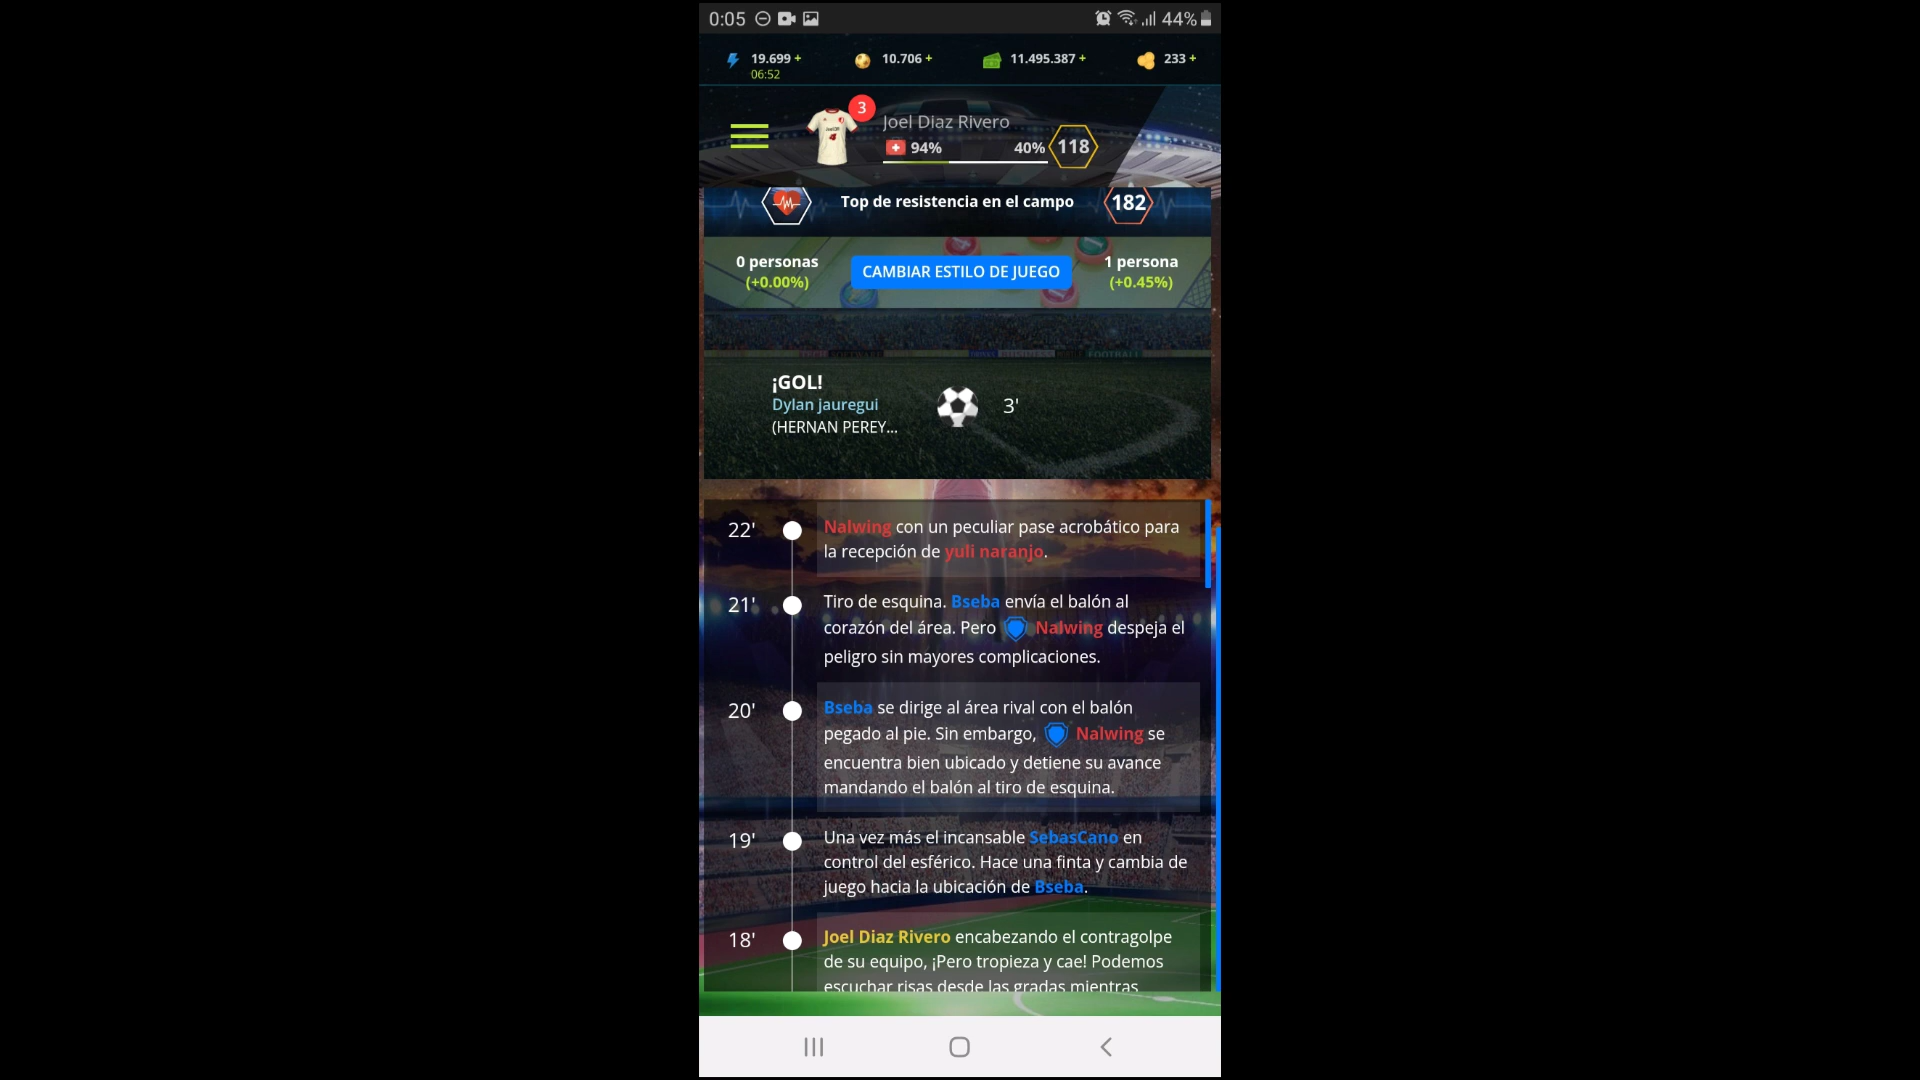 0:05
44%
19.699 +
06:52
10.706 +
11.495.387 +
233 +
3
Joel Diaz Rivero
94%
40%
118
Top de resistencia en el campo
182
0 personas
(+0.00%)
CAMBIAR ESTILO DE JUEGO
1 persona
(+0.45%)
¡GOL!
Dylan jauregui
(HERNAN PEREY...
3'
22'
Nalwing con un peculiar pase acrobático para
la recepción de yuli naranjo.
21'
Tiro de esquina. Bseba envía el balón al
corazón del área. Pero Nalwing despeja el
peligro sin mayores complicaciones.
20'
Bseba se dirige al área rival con el balón
pegado al pie. Sin embargo, Nalwing se
encuentra bien ubicado y detiene su avance
mandando el balón al tiro de esquina.
19'
Una vez más el incansable SebasCano en
control del esférico. Hace una finta y cambia de
juego hacia la ubicación de Bseba.
18'
Joel Diaz Rivero encabezando el contragolpe
de su equipo, ¡Pero tropieza y cae! Podemos
escuchar risas desde las gradas mientras